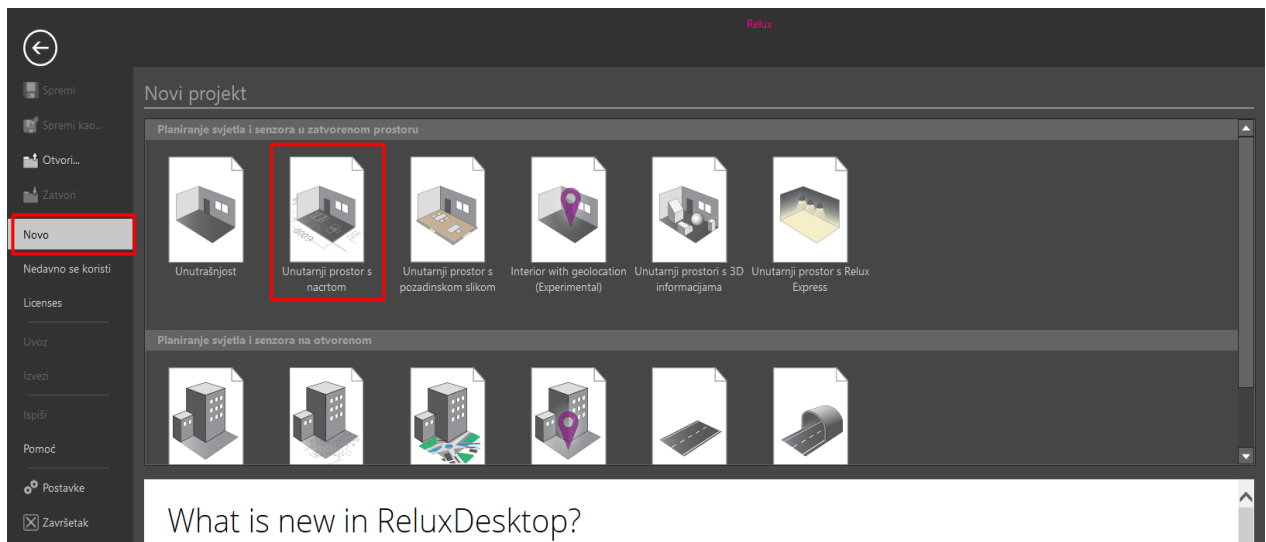 Relux
Spremi
Spremi kao...
Otvori...
Zatvori
Novo
Nedavno se koristi
Licenses
Uvoz
Izvezi
Ispiši
Pomoć
Postavke
Završetak
Novi projekt
Planiranje svjetla i senzora u zatvorenom prostoru
Unutrašnjost
Unutarnji prostor s
nacrtom
Unutarnji prostor s
pozadinskom slikom
Interior with geolocation
(Experimental)
Unutarnji prostori s 3D
informacijama
Unutarnji prostor s Relux
Express
Planiranje svjetla i senzora na otvorenom
What is new in ReluxDesktop?